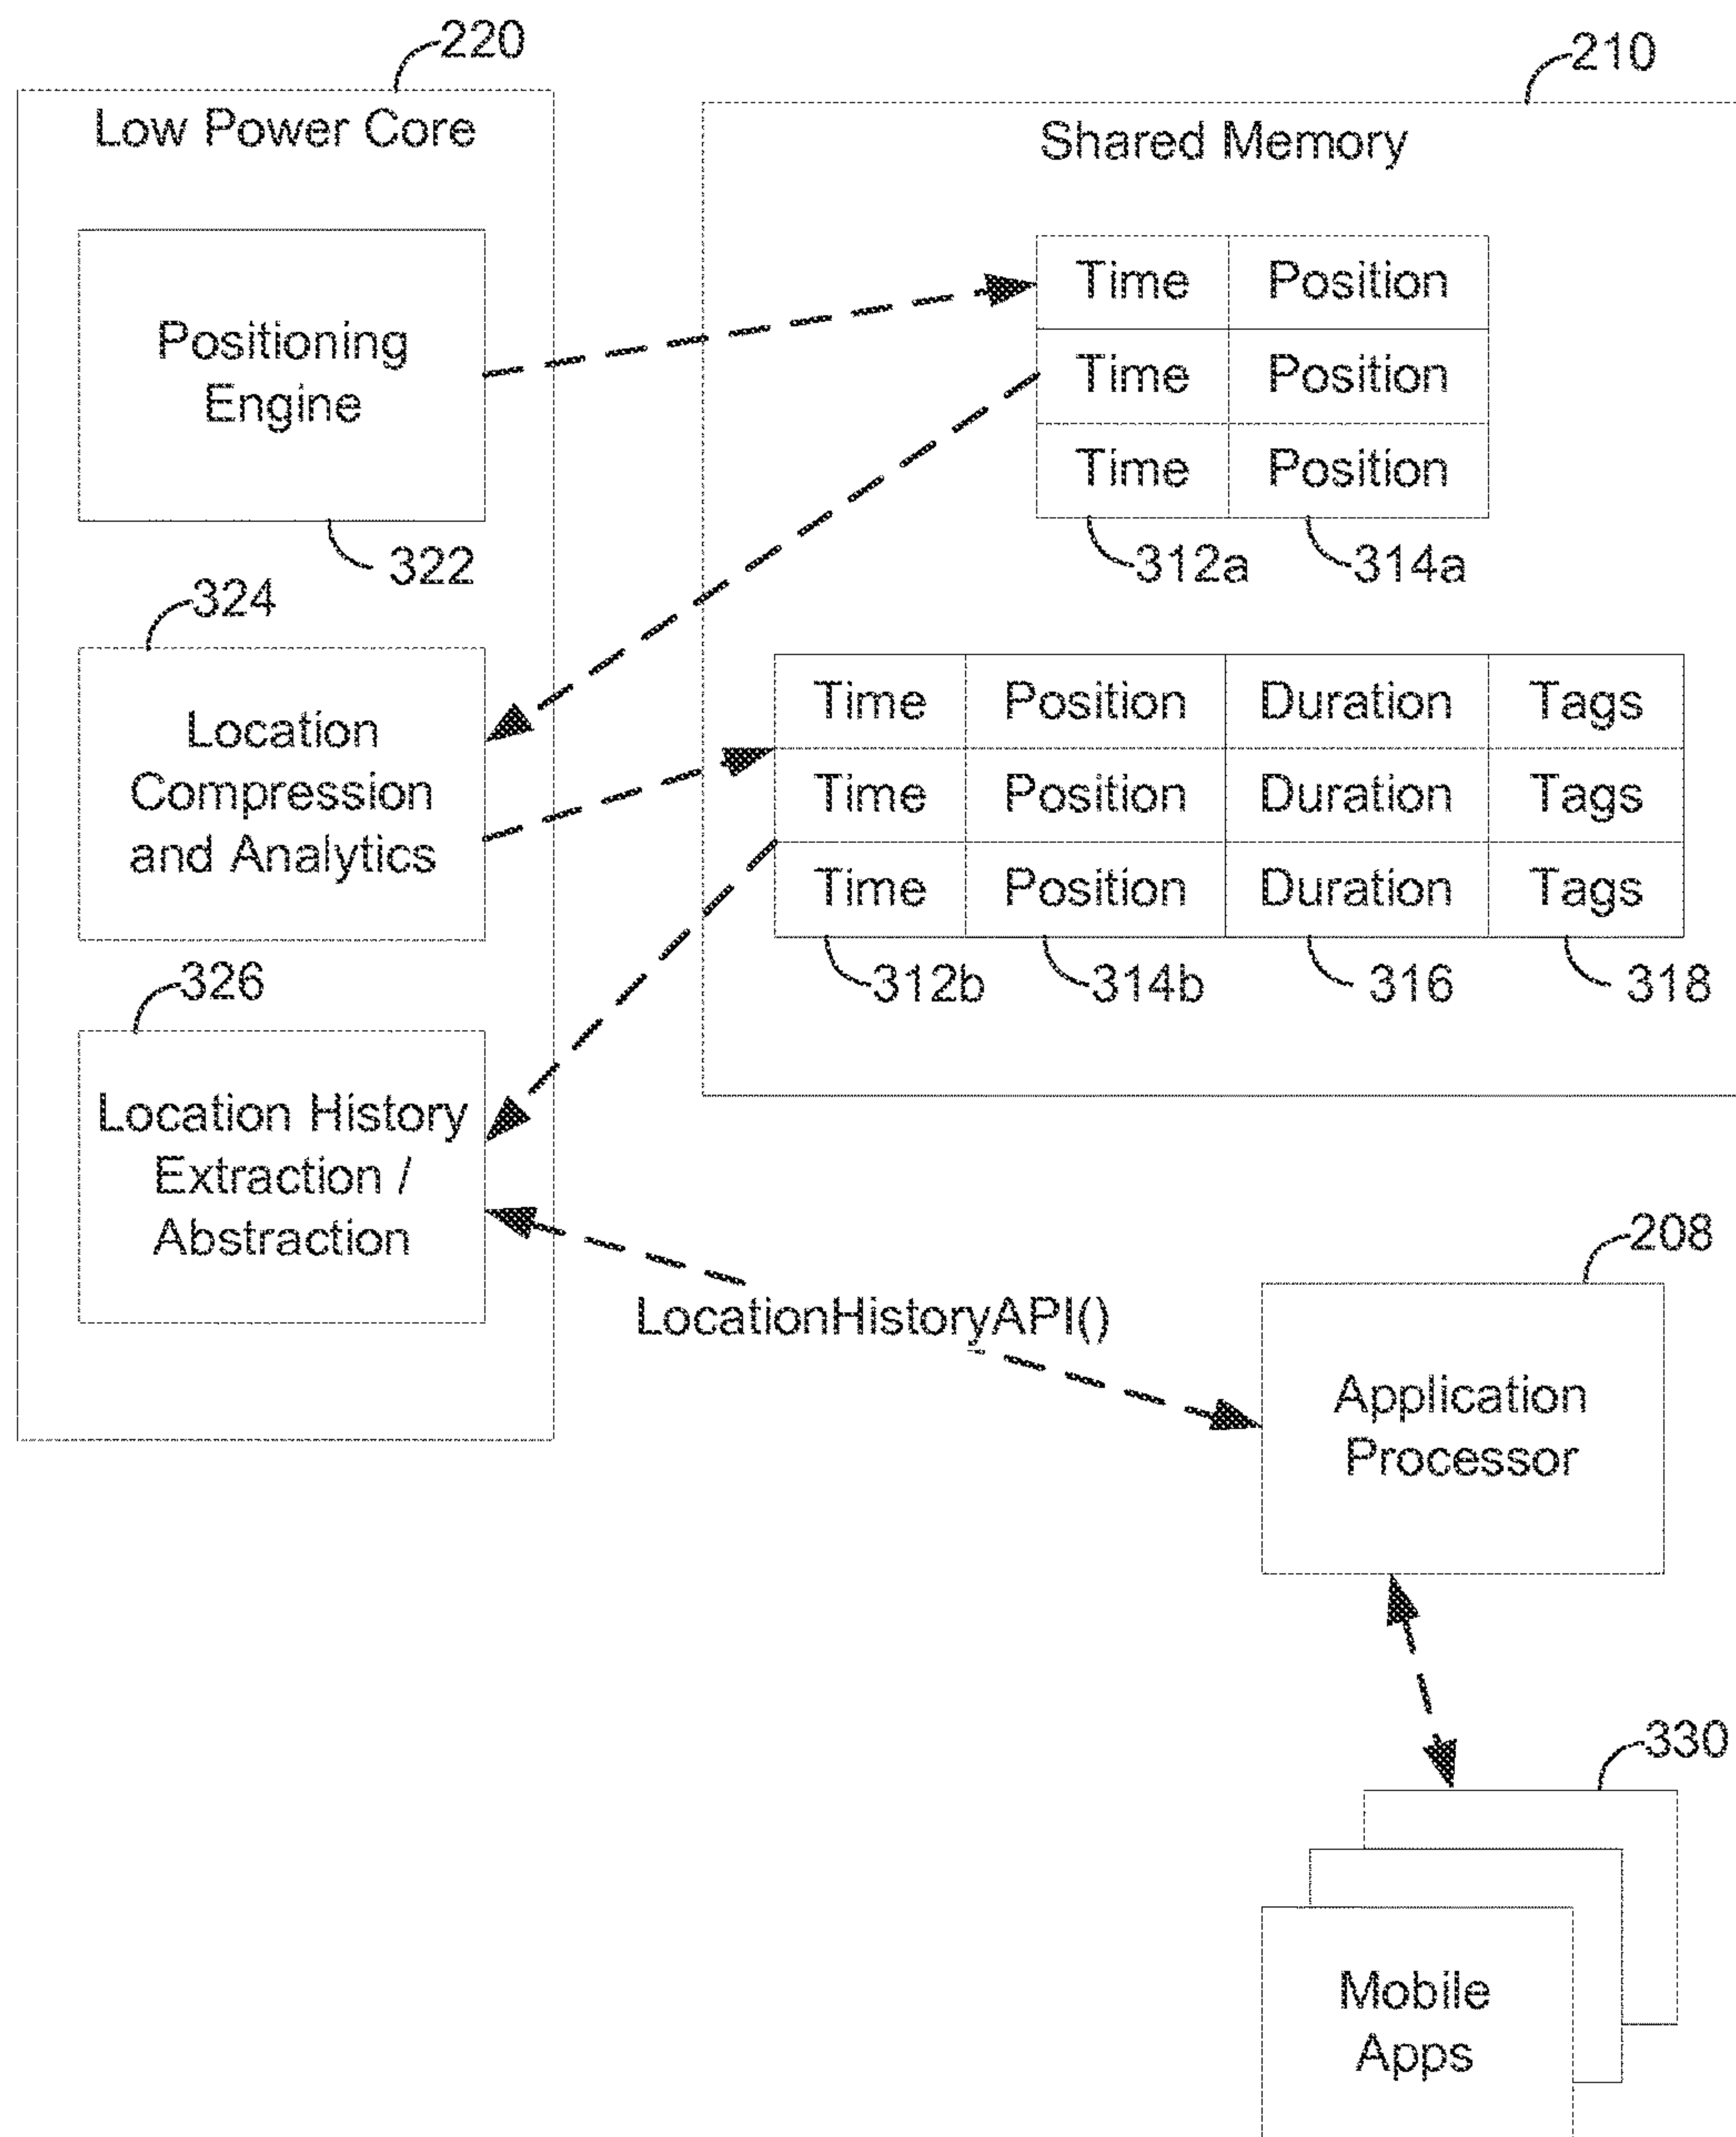 220
Low Power Core
Positioning
Engine
322
324
Location
Compression
and Analytics
326
Location History
Extraction /
Abstraction
210
Shared Memory
Time Position
Time Position
Time Position
312a 314a
Time Position Duration Tags
Time Position Duration Tags
Time Position Duration Tags
312b 314b 316 318
LocationHistoryAPI()
208
Application
Processor
330
Mobile
Apps